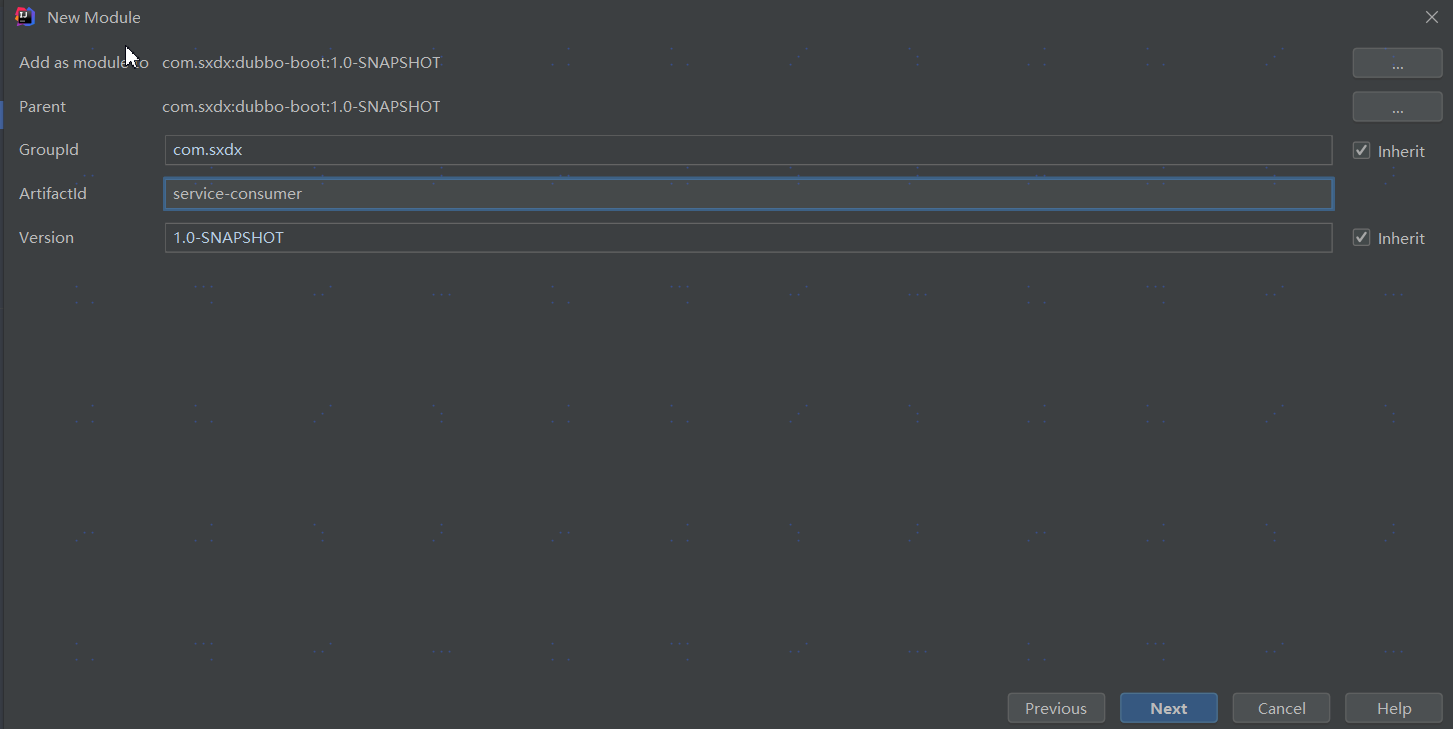 New Module
Add as module to com.sxdx:dubbo-boot:1.0-SNAPSHOT ...
Parent com.sxdx:dubbo-boot:1.0-SNAPSHOT ...
GroupId com.sxdx Inherit
ArtifactId service-consumer
Version 1.0-SNAPSHOT Inherit
Previous Next Cancel Help